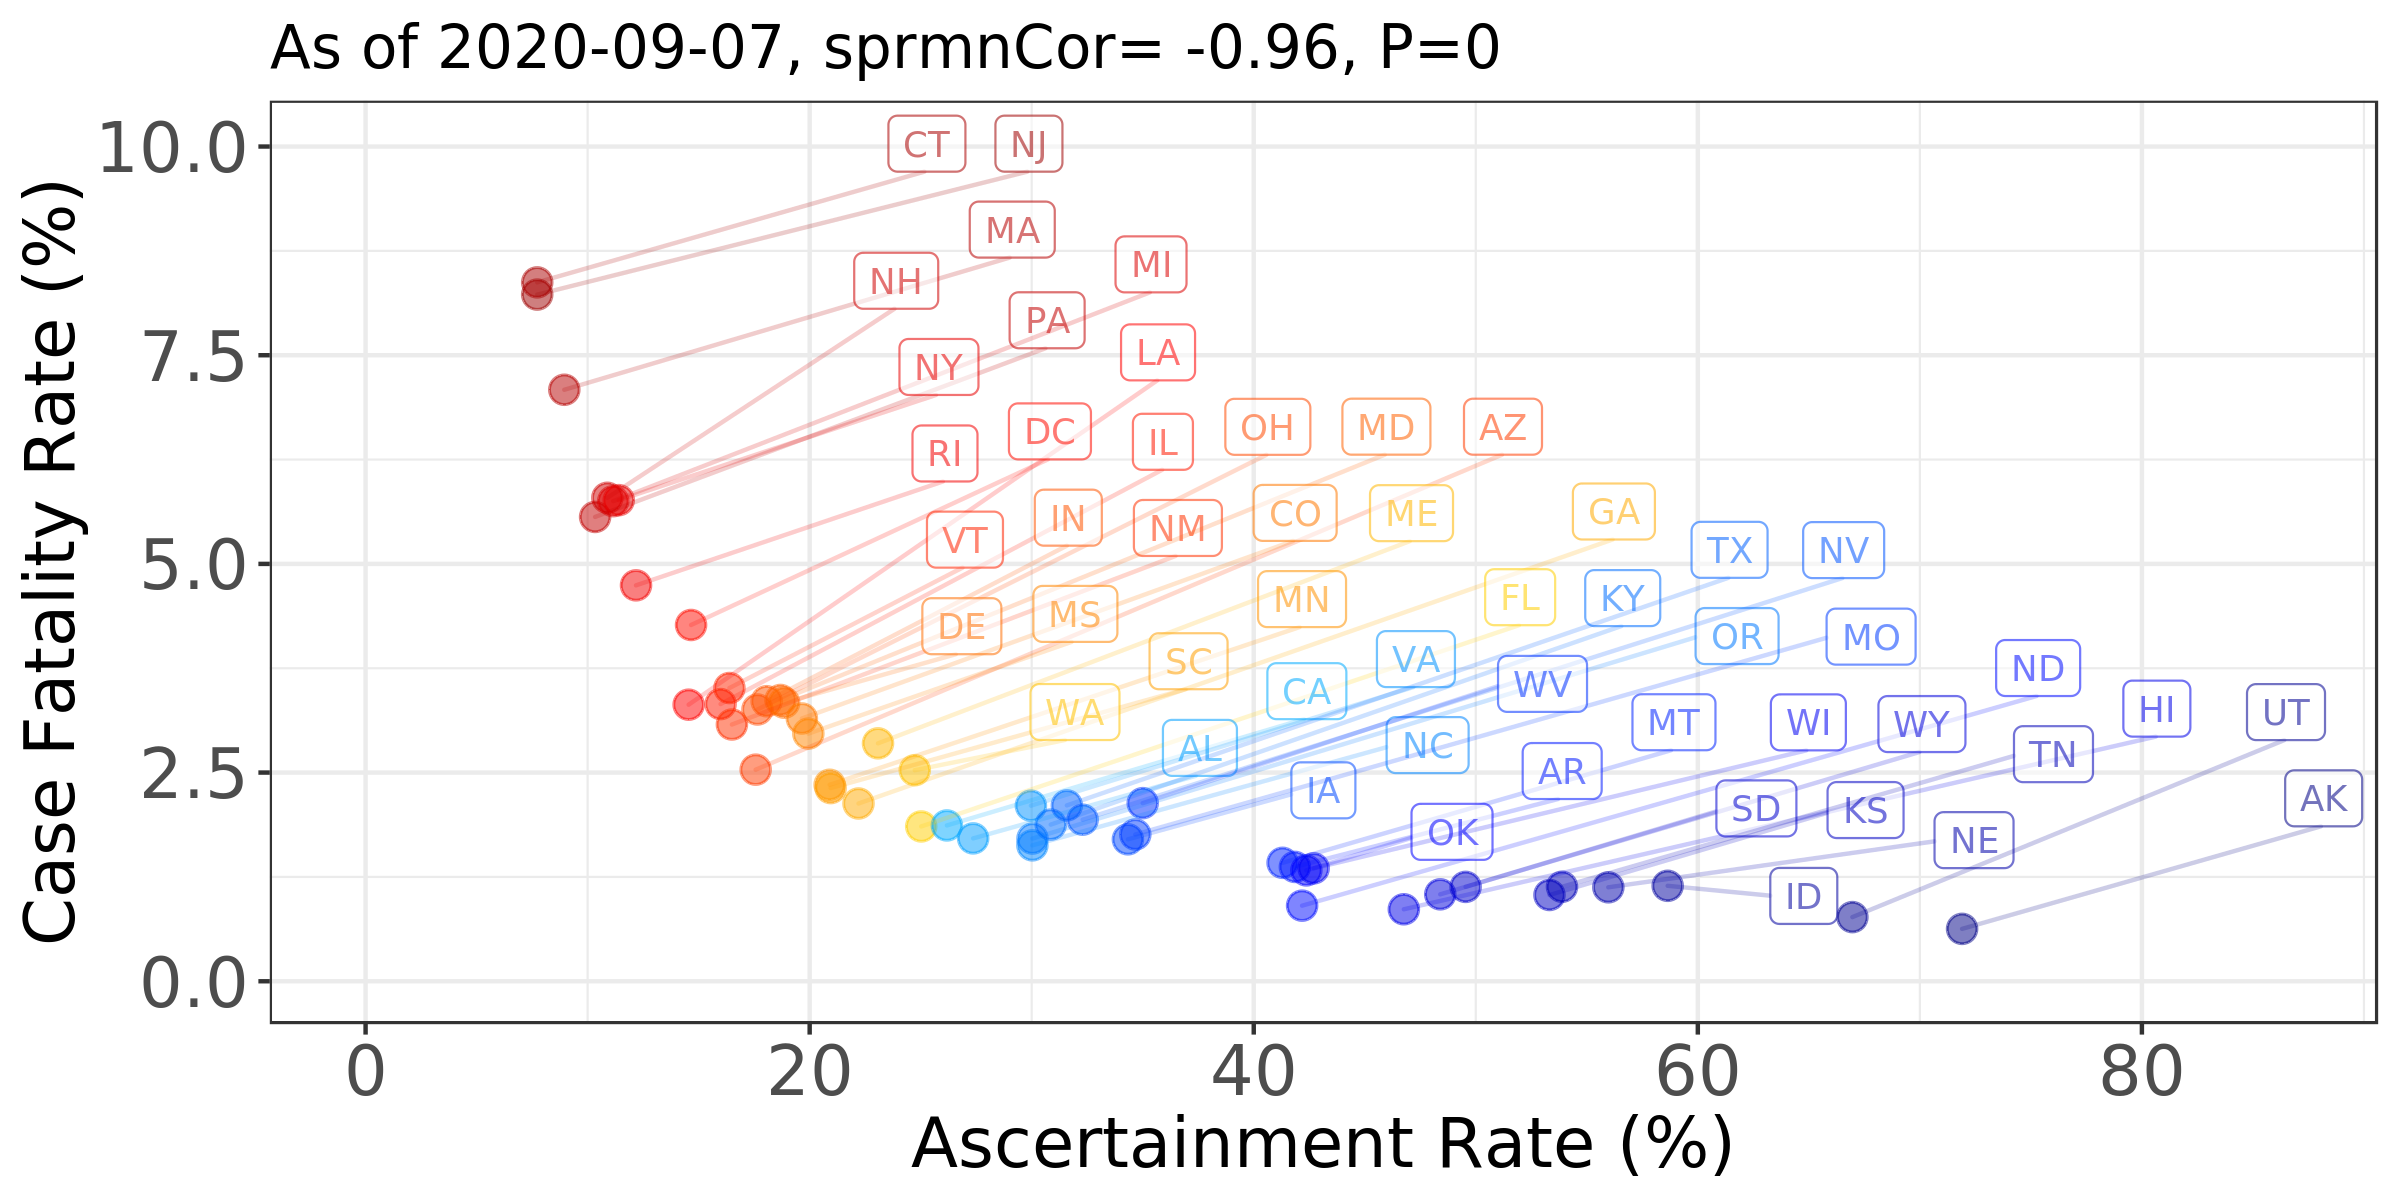 As of 2020-09-07, sprmnCor= -0.96, P=0
Case Fatality Rate (%)
10.0
7.5
5.0
2.5
0.0
CT NJ
MA
MI
NH
PA
LA
NY
DC IL OH MD AZ
RI
IN NM CO ME GA
VT
TX NV
MN FL KY
DE MS
OR MO
SC VA
ND
CA WV
WA
MT WI WY HI UT
AL NC
TN
AR
IA
AK
SD KS
OK
NE
ID
0 20 40 60 80
Ascertainment Rate (%)